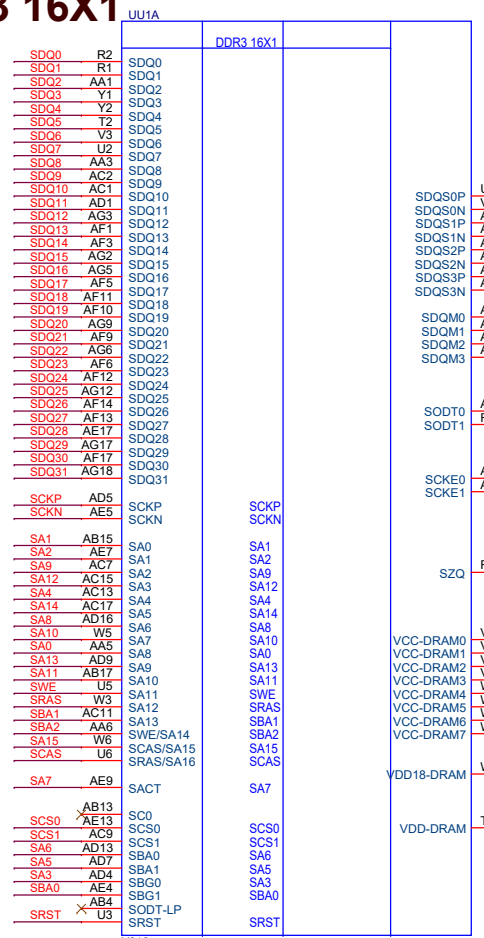 16X1
UU1A
DDR3 16X1
SDQ0 R2 SDQ0
SDQ1 R1 SDQ1
SDQ2 AA1 SDQ2
SDQ3 Y1 SDQ3
SDQ4 Y2 SDQ4
SDQ5 T2 SDQ5
SDQ6 V3 SDQ6
SDQ7 U2 SDQ7
SDQ8 AA3 SDQ8
SDQ9 AC2 SDQ9
SDQ10 AC1 SDQ10
SDQ11 AD1 SDQ11
SDQ12 AG3 SDQ12
SDQ13 AF1 SDQ13
SDQ14 AF3 SDQ14
SDQ15 AG2 SDQ15
SDQ16 AG5 SDQ16
SDQ17 AF5 SDQ17
SDQ18 AF11 SDQ18
SDQ19 AF10 SDQ19
SDQ20 AG9 SDQ20
SDQ21 AF9 SDQ21
SDQ22 AG6 SDQ22
SDQ23 AF6 SDQ23
SDQ24 AF12 SDQ24
SDQ25 AG12 SDQ25
SDQ26 AF14 SDQ26
SDQ27 AF13 SDQ27
SDQ28 AE17 SDQ28
SDQ29 AG17 SDQ29
SDQ30 AF17 SDQ30
SDQ31 AG18 SDQ31
SCKP AD5 SCKP SCKP
SCKN AE5 SCKN SCKN
SA1 AB15 SA0 SA1
SA2 AE7 SA1 SA2
SA9 AC7 SA2 SA9
SA12 AC15 SA3 SA12
SA4 AC13 SA4 SA4
SA14 AC17 SA5 SA14
SA8 AD16 SA6 SA8
SA10 W5 SA7 SA10
SA0 AA5 SA8 SA0
SA13 AD9 SA9 SA13
SA11 AB17 SA10 SA11
SWE U5 SA11 SWE
SRAS W3 SA12 SRAS
SBA1 AC11 SA13 SBA1
SBA2 AA6 SWE/SA14 SBA2
SA15 W6 SCAS/SA15 SA15
SCAS U6 SRAS/SA16 SCAS
SA7 AE9 SACT SA7
AB13 SC0
SCS0 AE13 SCS0 SCS0
SCS1 AC9 SCS1 SCS1
SA6 AD13 SBA0 SA6
SA5 AD7 SBA1 SA5
SA3 AD4 SBG0 SA3
SBA0 AE4 SBG1 SBA0
AB4 SODT-LP
SRST U3 SRST SRST
SDQS0P
SDQS0N
SDQS1P
SDQS1N
SDQS2P
SDQS2N
SDQS3P
SDQS3N
SDQM0
SDQM1
SDQM2
SDQM3
SODT0
SODT1
SCKE0
SCKE1
SZQ
VCC-DRAM0
VCC-DRAM1
VCC-DRAM2
VCC-DRAM3
VCC-DRAM4
VCC-DRAM5
VCC-DRAM6
VCC-DRAM7
VDD18-DRAM
VDD-DRAM